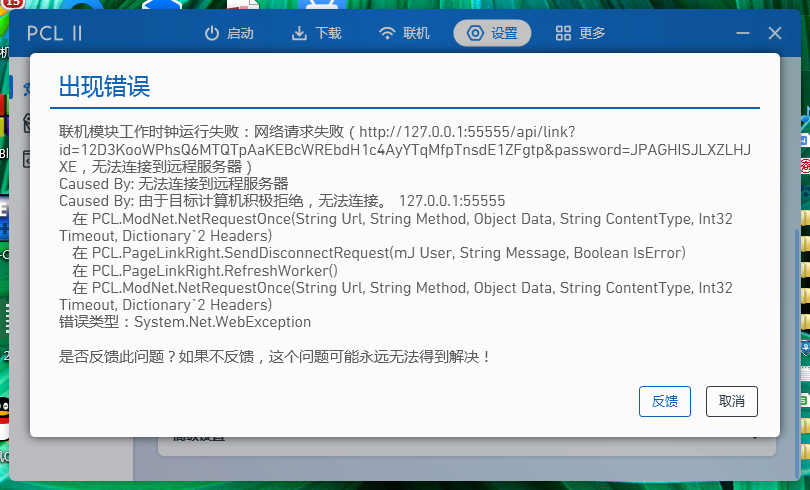 15
PCL II
启动
下载
联机
设置
更多
出现错误
联机模块工作时钟运行失败：网络请求失败（http://127.0.0.1:55555/api/link?
id=12D3KooWPhsQ6MTQTpAaKEBcWREbdH1c4AyYTqMfpTnsdE1ZFgtp&password=JPAGHISJLXZLHJ
XE，无法连接到远程服务器）
Caused By: 无法连接到远程服务器
Caused By: 由于目标计算机积极拒绝，无法连接。 127.0.0.1:55555
在 PCL.ModNet.NetRequestOnce(String Url, String Method, Object Data, String ContentType, Int32
Timeout, Dictionary`2 Headers)
在 PCL.PageLinkRight.SendDisconnectRequest(mJ User, String Message, Boolean IsError)
在 PCL.PageLinkRight.RefreshWorker()
在 PCL.ModNet.NetRequestOnce(String Url, String Method, Object Data, String ContentType, Int32
Timeout, Dictionary`2 Headers)
错误类型：System.Net.WebException
是否反馈此问题？如果不反馈，这个问题可能永远无法得到解决！
反馈
取消